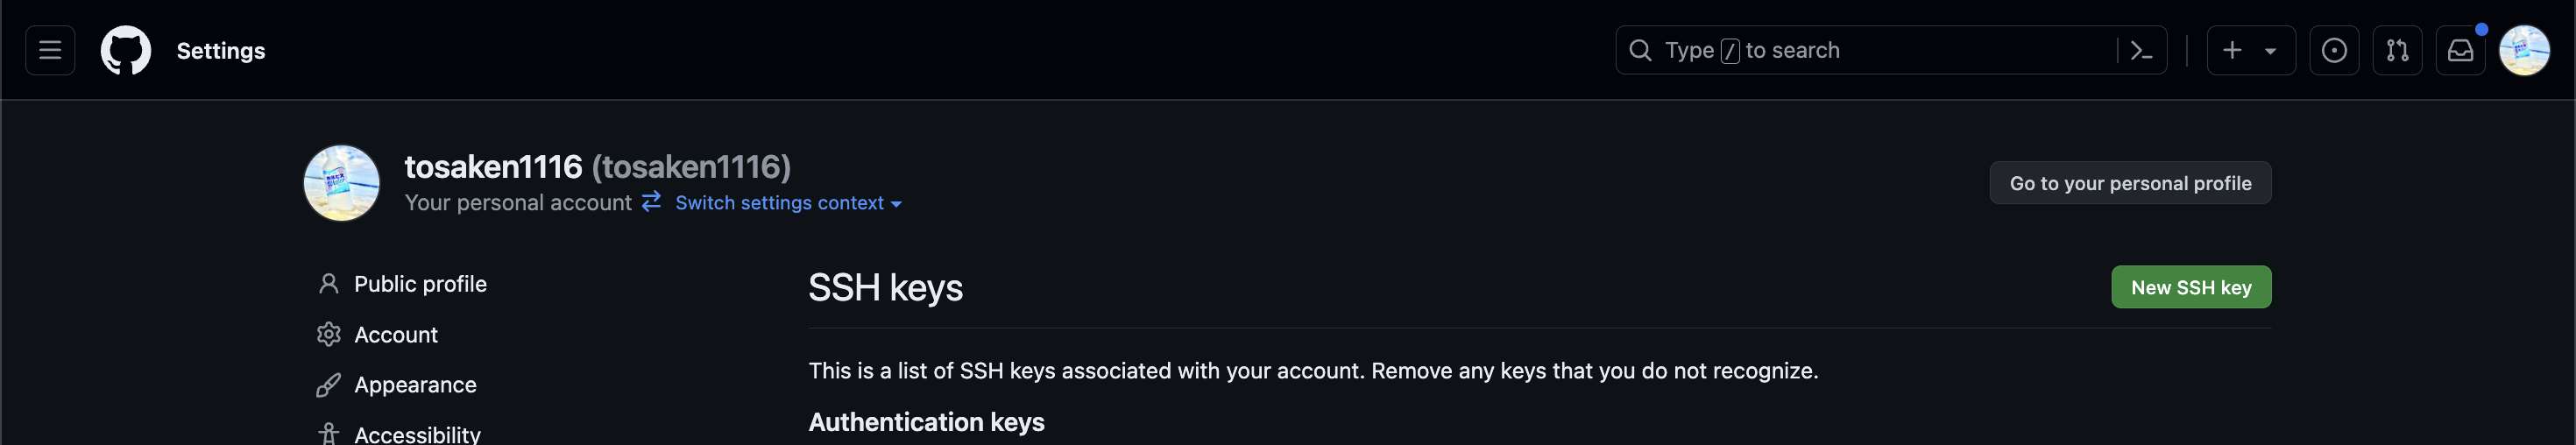 Settings
Type / to search
tosaken1116 (tosaken1116)
Your personal account Switch settings context
Go to your personal profile
Public profile
Account
Appearance
Accessibility
SSH keys
New SSH key
This is a list of SSH keys associated with your account. Remove any keys that you do not recognize.
Authentication keys